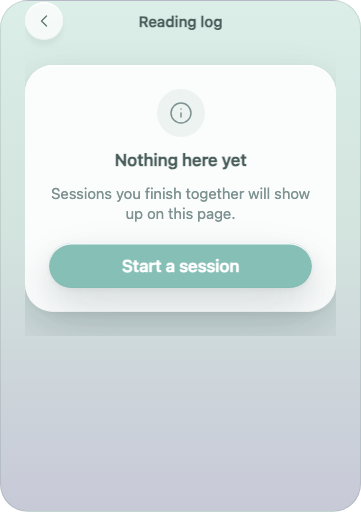 Reading log
Nothing here yet
Sessions you finish together will show
up on this page.
Start a session